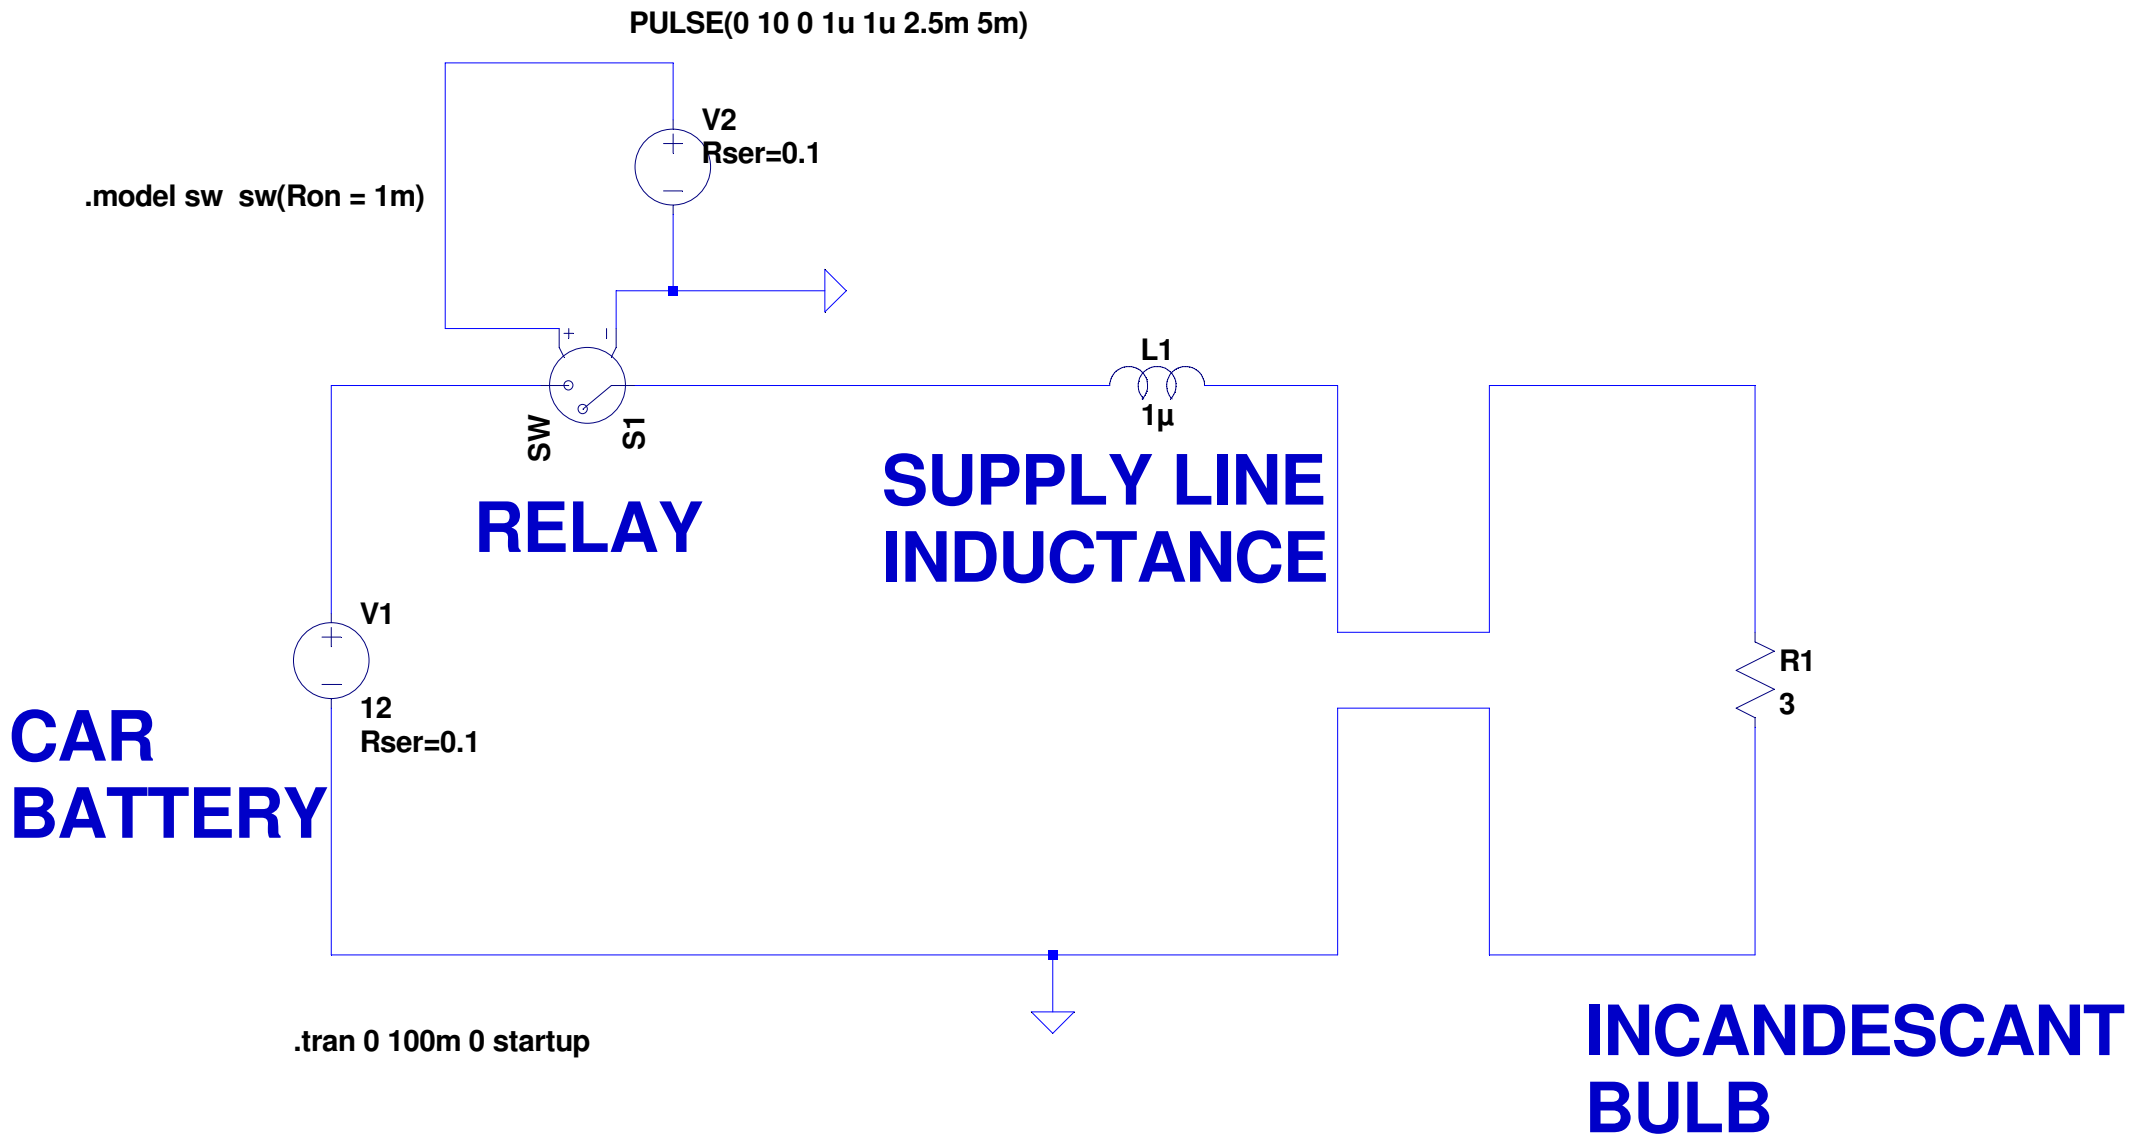 PULSE(0 10 0 1u 1u 2.5m 5m)
V2
Rser=0.1
.model sw  sw(Ron = 1m)
+
-
L1
1µ
SW
S1
SUPPLY LINE
INDUCTANCE
RELAY
V1
12
Rser=0.1
R1
3
CAR
BATTERY
.tran 0 100m 0 startup
INCANDESCANT
BULB